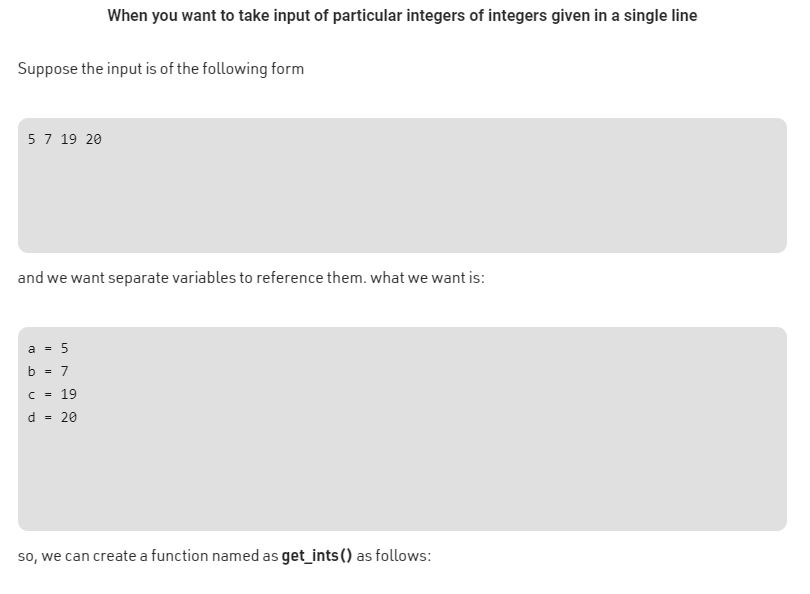 When you want to take input of particular integers of integers given in a single line
Suppose the input is of the following form
5 7 19 20
and we want separate variables to reference them. what we want is:
a = 5
b = 7
c = 19
d = 20
so, we can create a function named as get_ints() as follows: